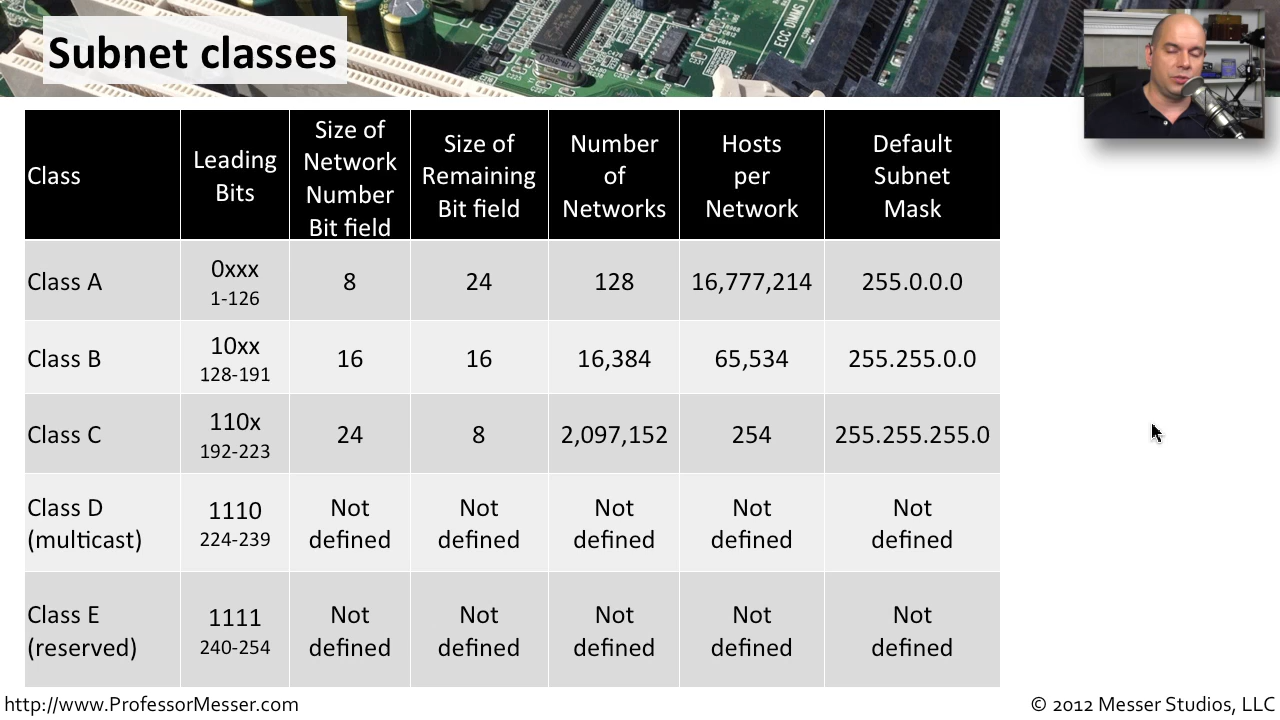 Subnet classes
Class
Leading
Bits
Size of
Network
Number
Bit field
Size of
Remaining
Bit field
Number
of
Networks
Hosts
per
Network
Default
Subnet
Mask
Class A
0xxx
1-126
8
24
128
16,777,214
255.0.0.0
Class B
10xx
128-191
16
16
16,384
65,534
255.255.0.0
Class C
110x
192-223
24
8
2,097,152
254
255.255.255.0
Class D
(multicast)
1110
224-239
Not
defined
Not
defined
Not
defined
Not
defined
Not
defined
Class E
(reserved)
1111
240-254
Not
defined
Not
defined
Not
defined
Not
defined
Not
defined
http://www.ProfessorMesser.com
© 2012 Messer Studios, LLC
ECC DIMMS